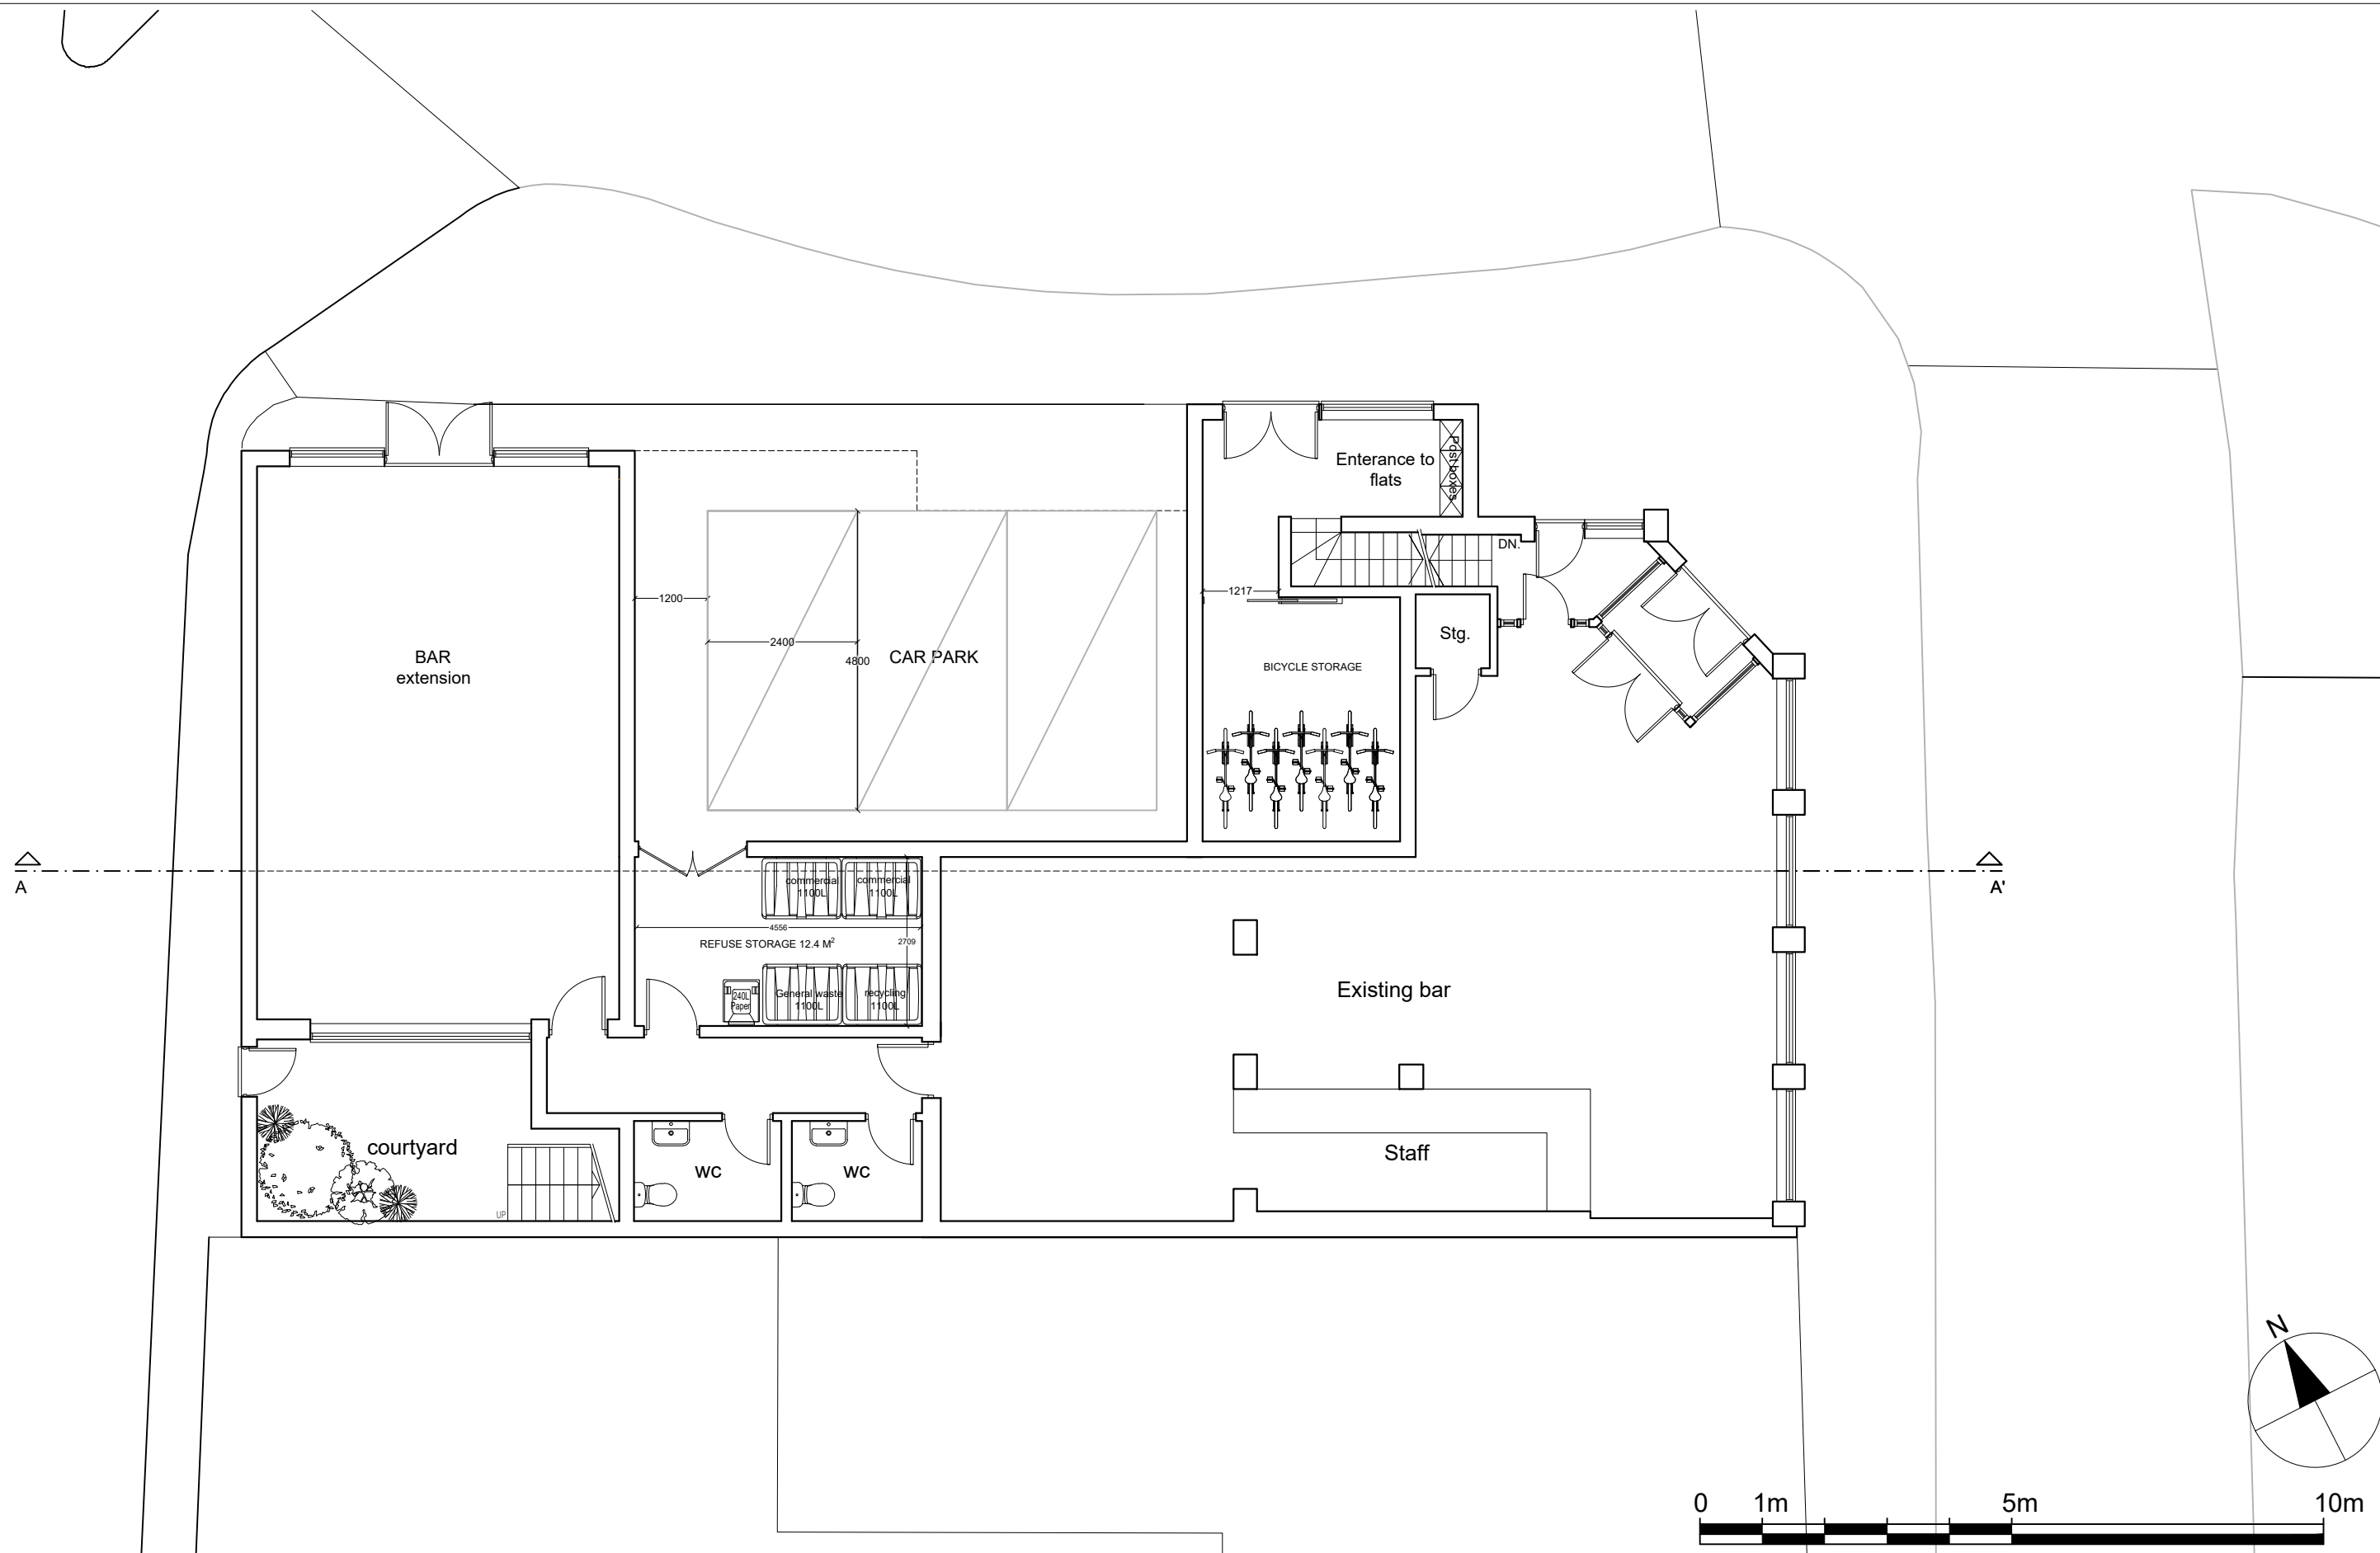 Enterance to
flats
Post boxes
DN.
1200
1217
Stg.
2400
BAR
extension
4800
CAR PARK
BICYCLE STORAGE
A
A'
commercial
1100L
commercial
1100L
4556
REFUSE STORAGE 12.4 M2
2709
240L
Paper
General waste
1100L
recycling
1100L
Existing bar
courtyard
WC
WC
Staff
UP
N
0 1m 5m 10m